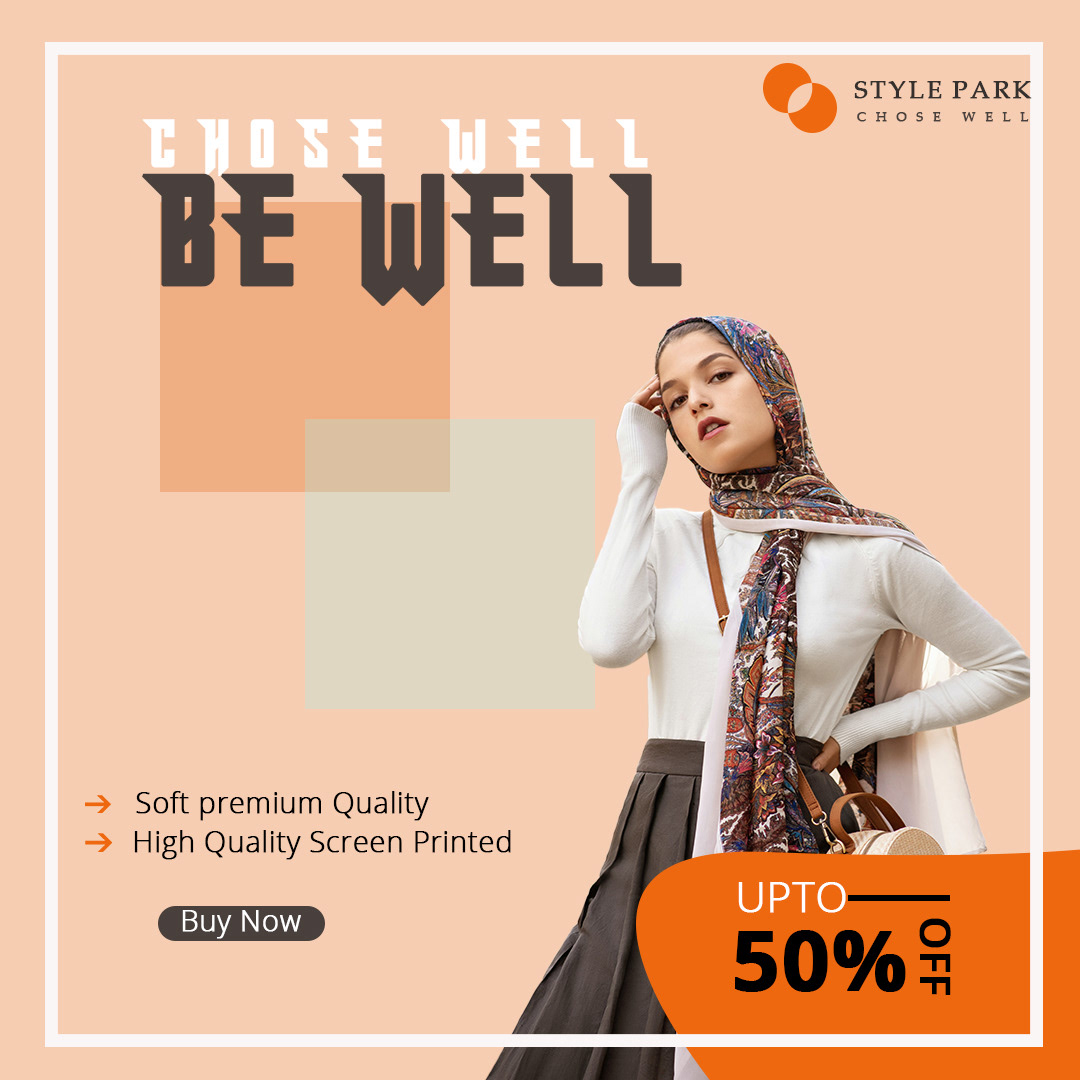 STYLE PARK
CHOSE WELL
CHOSE WELL
BE WELL
Soft premium Quality
High Quality Screen Printed
Buy Now
UPTO
50%
OFF